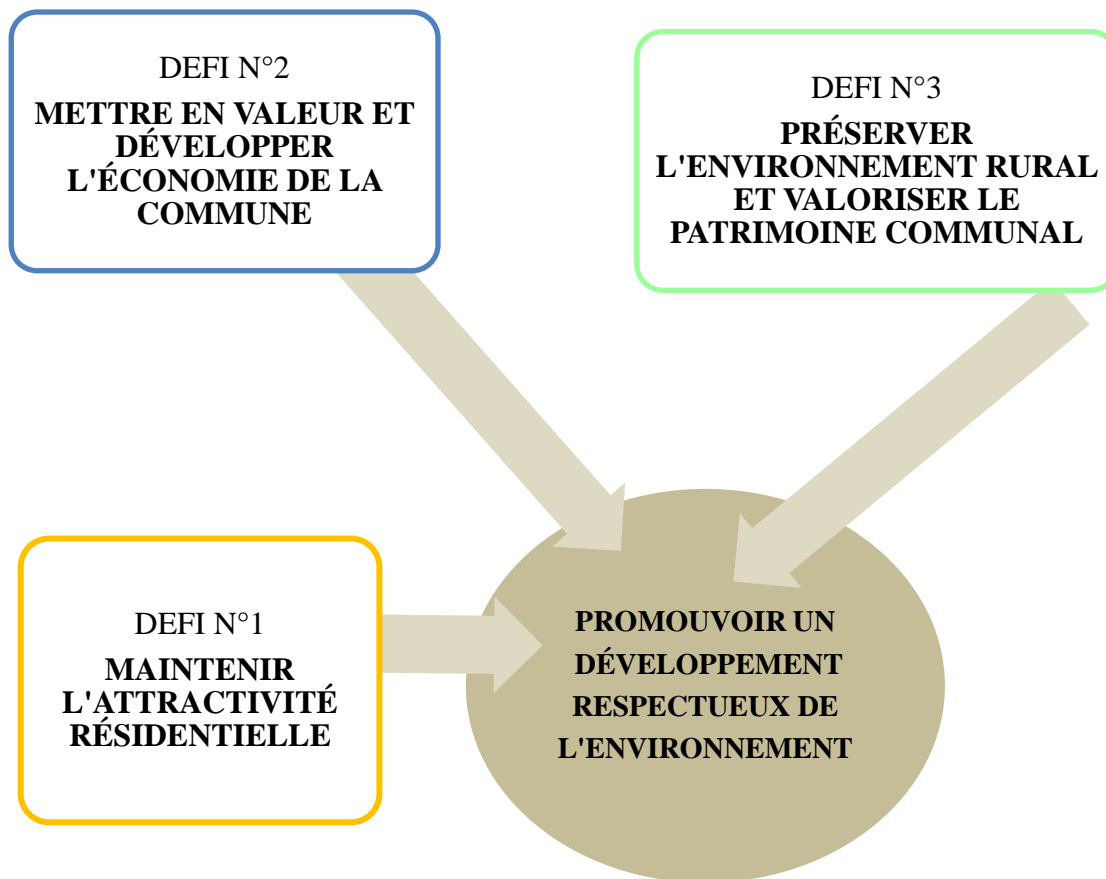 DEFI N°2
METTRE EN VALEUR ET
DÉVELOPPER
L'ÉCONOMIE DE LA
COMMUNE
DEFI N°3
PRÉSERVER
L'ENVIRONNEMENT RURAL
ET VALORISER LE
PATRIMOINE COMMUNAL
DEFI N°1
MAINTENIR
L'ATTRACTIVITÉ
RÉSIDENTIELLE
PROMOUVOIR UN
DÉVELOPPEMENT
RESPECTUEUX DE
L'ENVIRONNEMENT